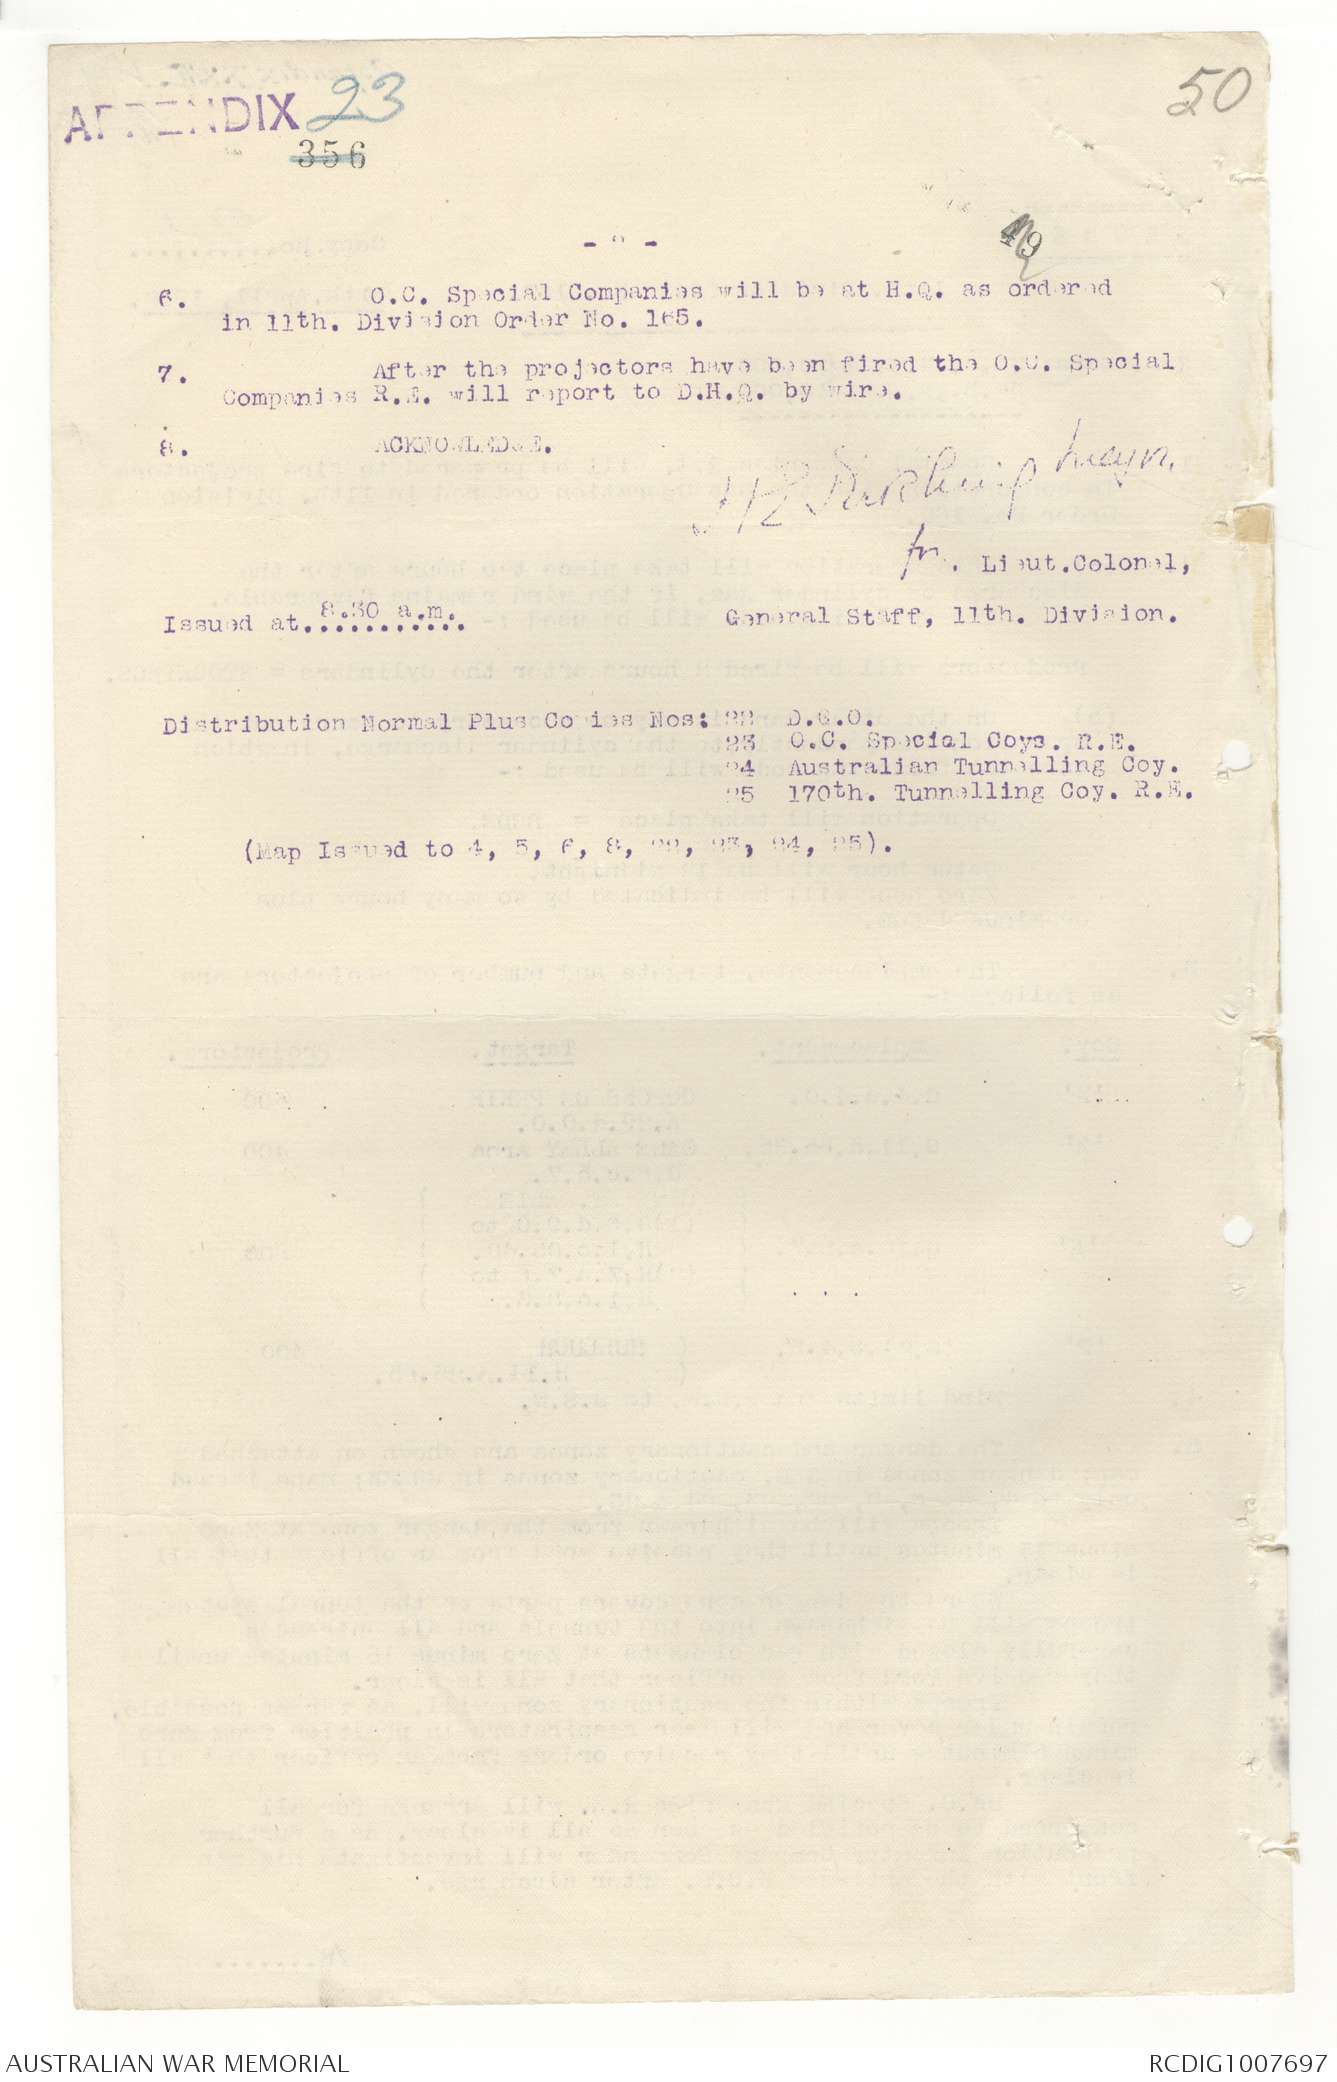 APPENDIX 23
50
356
49
- 2 -
6. O.C. Special Companies will be at H.Q. as ordered
in 11th. Division Order No. 165.
7. After the projectors have been fired the O.C. Special
Companies R.E. will report to D.H.Q. by wire.
8. ACKNOWLEDGE.
Major.
for. Lieut.Colonel,
Issued at 8.30 a.m. General Staff, 11th. Division.
Distribution Normal Plus Copies Nos: 22 D.G.O.
23 O.C. Special Coys. R.E.
24 Australian Tunnelling Coy.
25 170th. Tunnelling Coy. R.E.
(Map Issued to 4, 5, 6, 8, 22, 23, 24, 25).
AUSTRALIAN WAR MEMORIAL RCDIG1007697